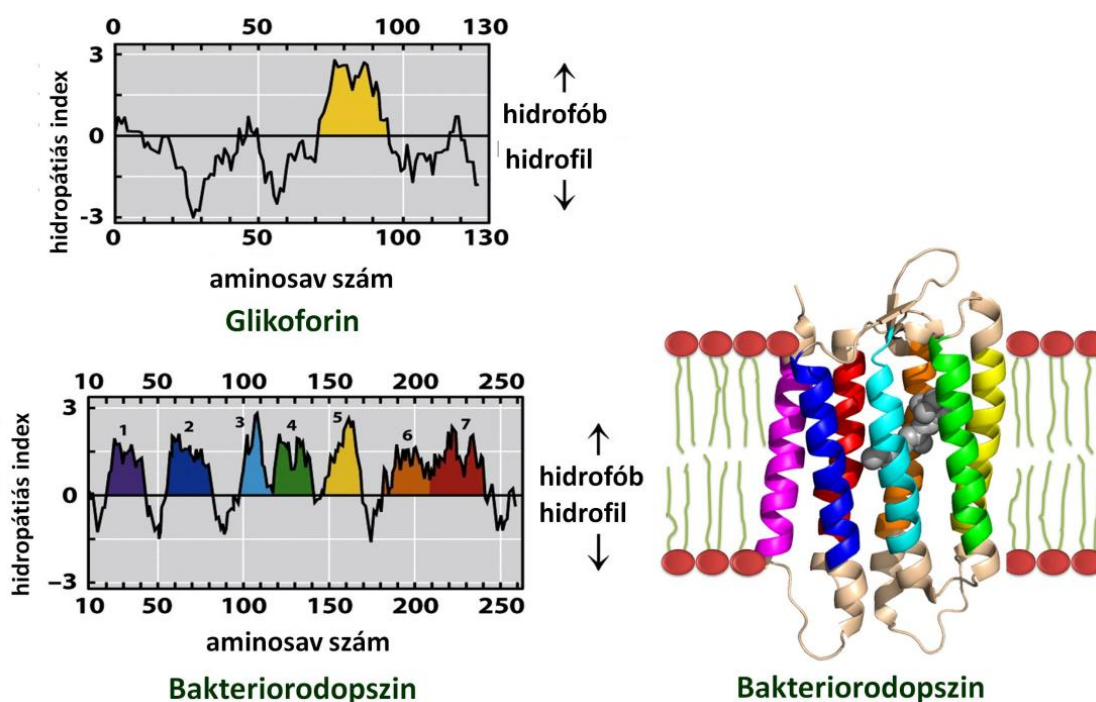 0 50 100 130
3
0
-3
hidropátiás index
0 50 100 130
aminosav szám
Glikoforin
hidrofób
hidrofil
10 50 100 150 200 250
3
0
–3
hidropátiás index
1 2 3 4 5 6 7
10 50 100 150 200 250
aminosav szám
Bakteriorodopszin
hidrofób
hidrofil
Bakteriorodopszin